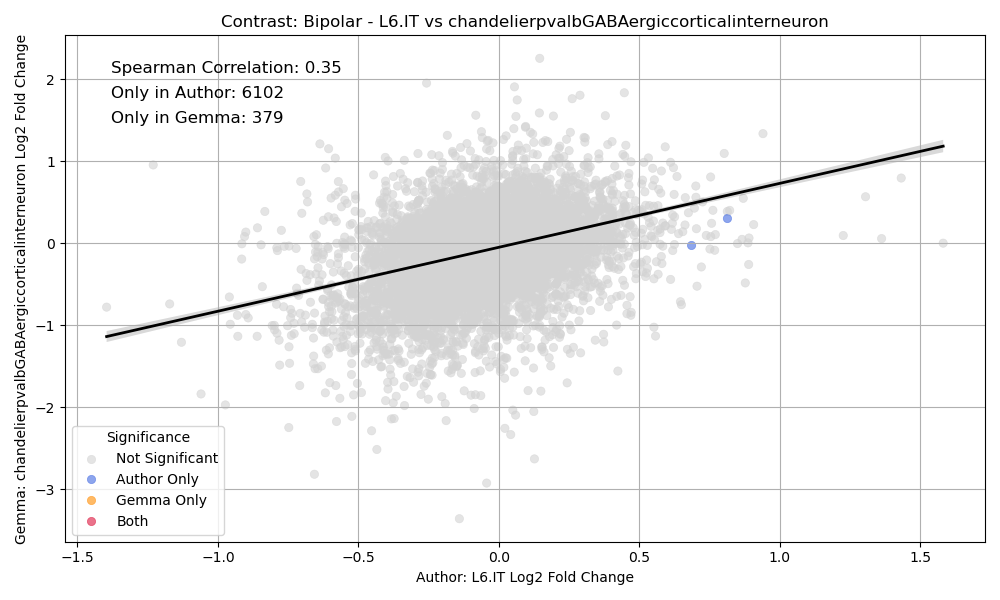 Contrast: Bipolar - L6.IT vs chandelierpvalbGABAergiccorticalinterneuron
Spearman Correlation: 0.35
Only in Author: 6102
Only in Gemma: 379
Gemma: chandelierpvalbGABAergiccorticalinterneuron Log2 Fold Change
2
1
0
−1
−2
−3
Significance
Not Significant
Author Only
Gemma Only
Both
−1.5
−1.0
−0.5
0.0
0.5
1.0
1.5
Author: L6.IT Log2 Fold Change